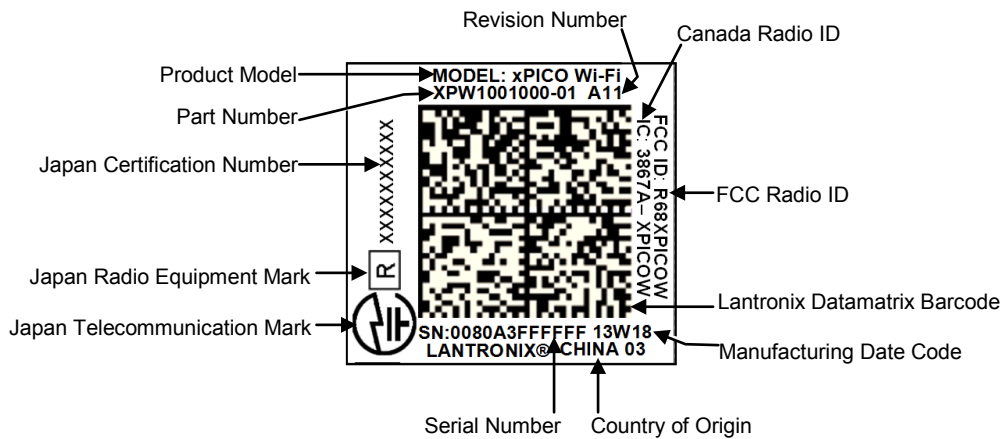 Revision Number
Canada Radio ID
Product Model
MODEL: xPICO Wi-Fi
Part Number
XPW1001000-01 A11
Japan Certification Number
XXXXXXXXXX
FCC ID: R68XPICOW
IC: 3867A– XPICOW
FCC Radio ID
Japan Radio Equipment Mark
R
Lantronix Datamatrix Barcode
Japan Telecommunication Mark
SN:0080A3FFFFFF 13W18
LANTRONIX® CHINA 03
Manufacturing Date Code
Serial Number
Country of Origin